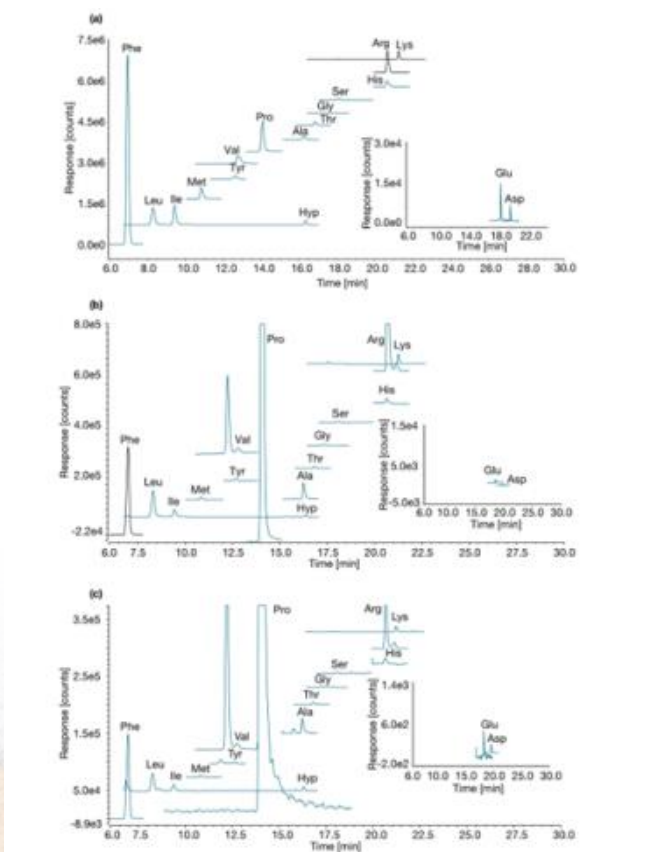 (a)
7.5e6
6.0e6
4.5e6
3.0e6
1.5e6
0.0e0
Response [counts]
Phe
Leu
Ile
Met
Val
Tyr
Pro
Ala
Thr
Gly
Ser
His
Arg
Lys
Hyp
3.0e4
1.5e4
0.0e0
Response [counts]
Glu
Asp
6.0 10.0 14.0 18.0 22.0
Time [min]
6.0 8.0 10.0 12.0 14.0 16.0 18.0 20.0 22.0 24.0 26.0 28.0 30.0
Time [min]
(b)
8.0e5
6.0e5
4.0e5
2.0e5
-2.2e4
Response [counts]
Phe
Leu
Ile
Met
Tyr
Val
Pro
Hyp
Ala
Thr
Gly
Ser
His
Arg
Lys
1.5e4
5.0e3
-5.0e3
Response [counts]
Glu
Asp
6.0 10.0 15.0 20.0 25.0 30.0
Time [min]
6.0 7.5 10.0 12.5 15.0 17.5 20.0 22.5 25.0 27.5 30.0
Time [min]
(c)
3.5e5
2.5e5
1.5e5
5.0e4
-8.9e3
Response [counts]
Phe
Leu
Ile
Met
Tyr
Val
Pro
Hyp
Ala
Thr
Gly
Ser
His
Arg
Lys
1.4e3
6.0e2
-2.0e2
Response [counts]
Glu
Asp
6.0 10.0 15.0 20.0 25.0 30.0
Time [min]
6.0 7.5 10.0 12.5 15.0 17.5 20.0 22.5 25.0 27.5 30.0
Time [min]